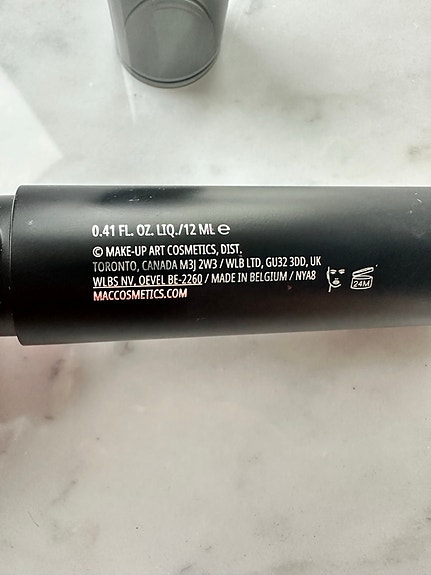 0.41 FL. OZ. LIQ./12 ML ℮
© MAKE-UP ART COSMETICS, DIST.
TORONTO, CANADA M3J 2W3 / WLB LTD, GU32 3DD, UK
WLBS NV, OEVEL BE-2260 / MADE IN BELGIUM / NYA8
MACCOSMETICS.COM
24M